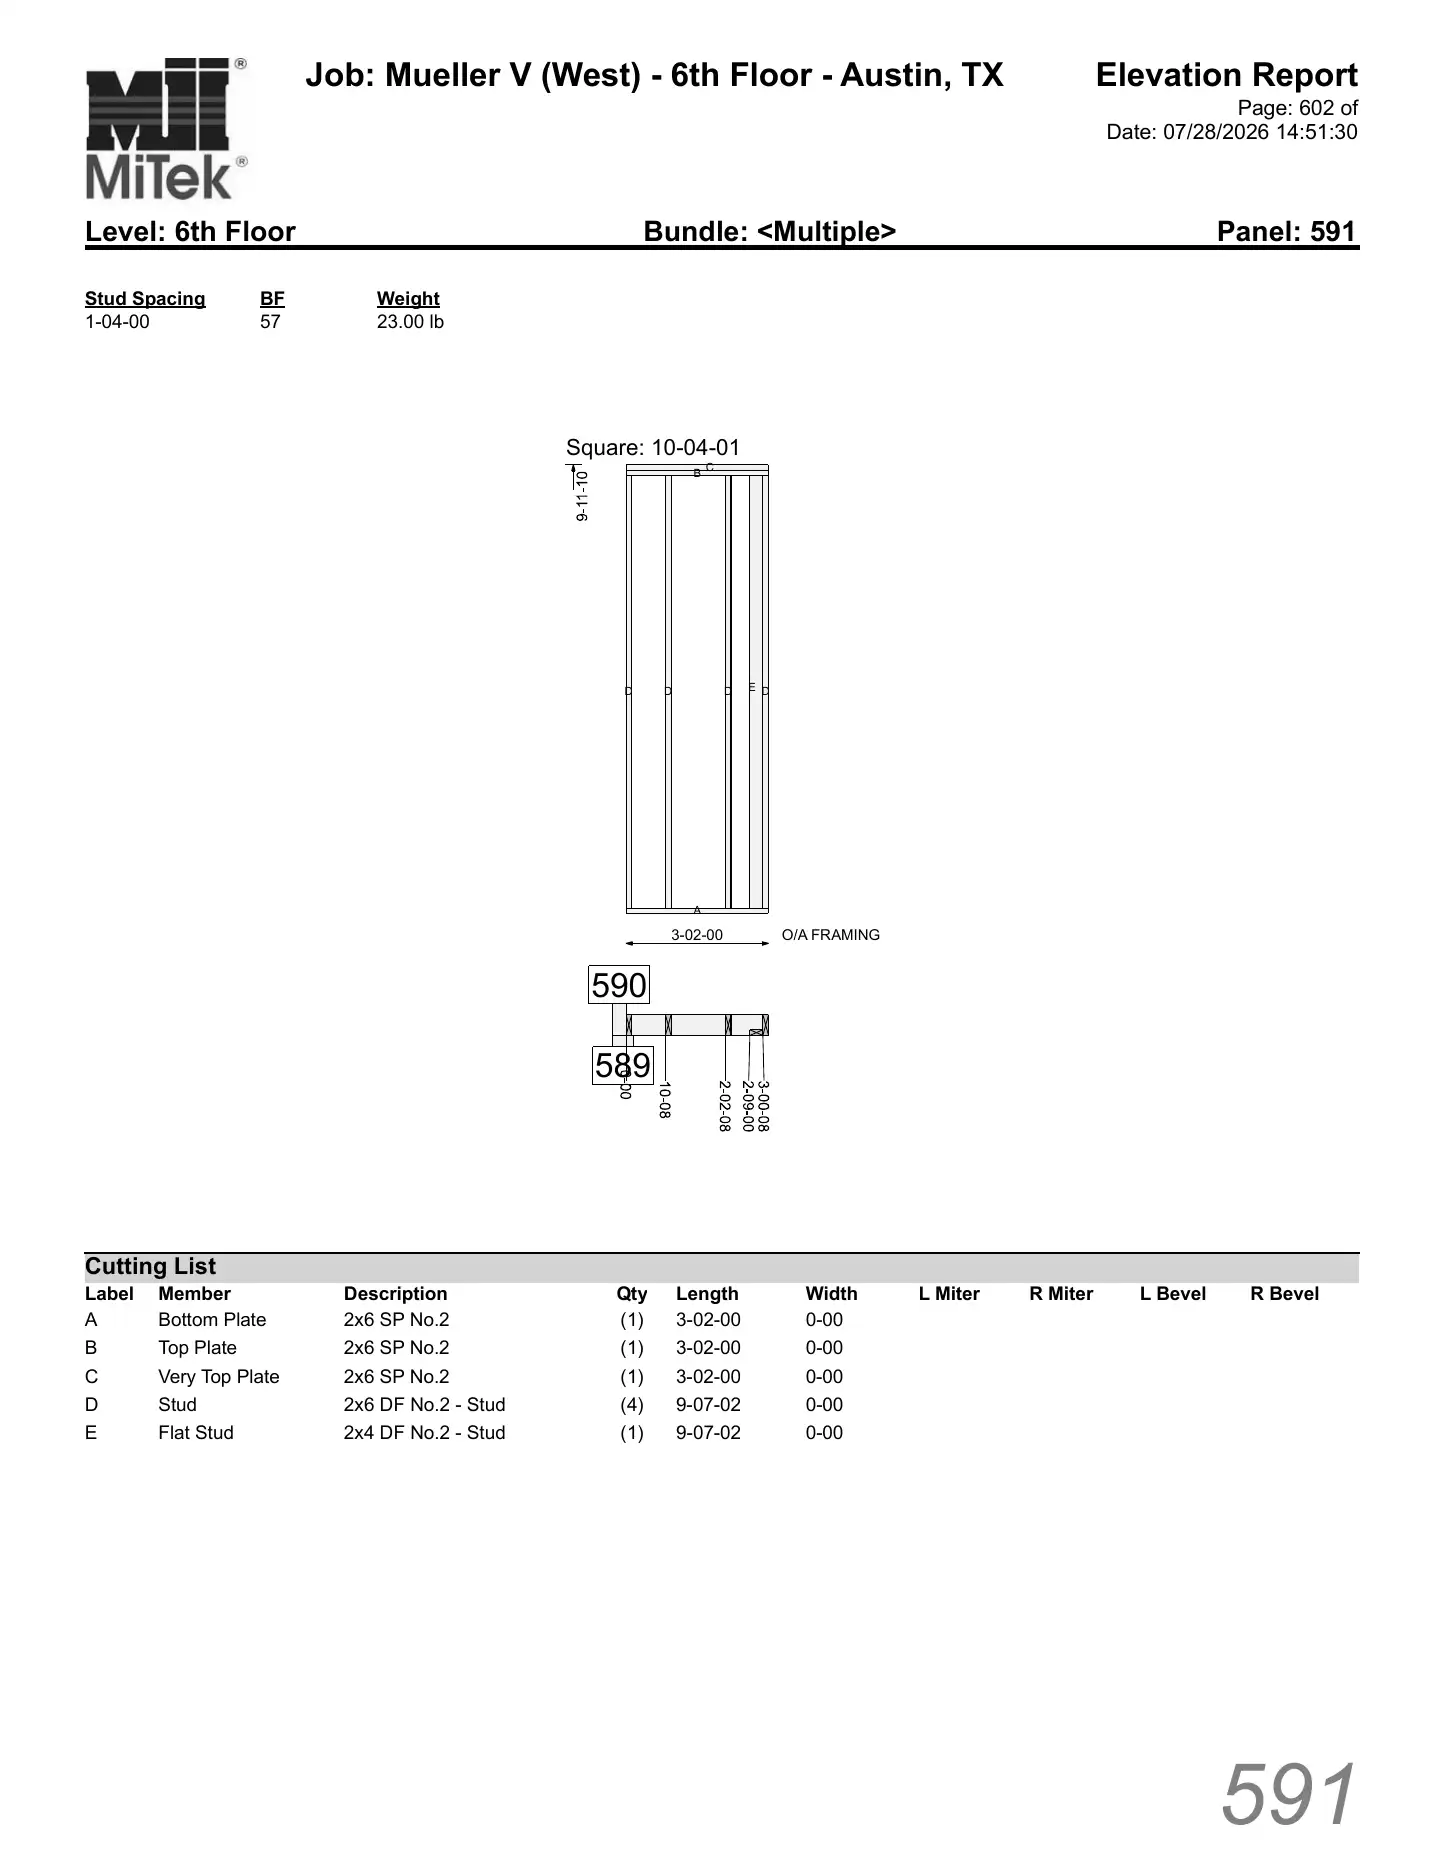 MiTek®
Job: Mueller V (West) - 6th Floor - Austin, TX
Elevation Report
Page: 602 of
Date: 07/28/2026 14:51:30
Level: 6th Floor Bundle: <Multiple> Panel: 591
Stud Spacing BF Weight
1-04-00 57 23.00 lb
Square: 10-04-01
9-11-10
C
B
D D D E D
A
3-02-00 O/A FRAMING
590
589
10-08 2-02-08 2-09-00 3-00-08
Cutting List
Label Member Description Qty Length Width L Miter R Miter L Bevel R Bevel
A Bottom Plate 2x6 SP No.2 (1) 3-02-00 0-00
B Top Plate 2x6 SP No.2 (1) 3-02-00 0-00
C Very Top Plate 2x6 SP No.2 (1) 3-02-00 0-00
D Stud 2x6 DF No.2 - Stud (4) 9-07-02 0-00
E Flat Stud 2x4 DF No.2 - Stud (1) 9-07-02 0-00
591